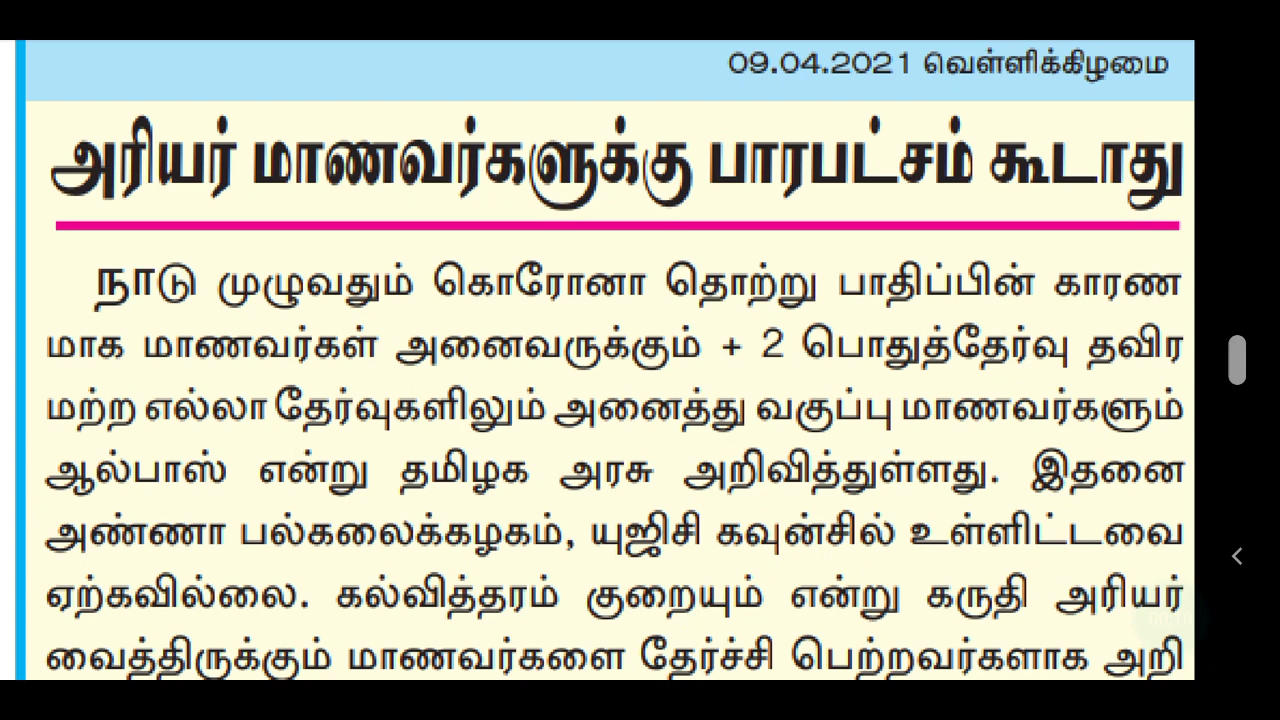 09.04.2021 வெள்ளிக்கிழமை
அரியர் மாணவர்களுக்கு பாரபட்சம் கூடாது
நாடு முழுவதும் கொரோனா தொற்று பாதிப்பின் காரண
மாக மாணவர்கள் அனைவருக்கும் + 2 பொதுத்தேர்வு தவிர
மற்ற எல்லா தேர்வுகளிலும் அனைத்து வகுப்பு மாணவர்களும்
ஆல்பாஸ் என்று தமிழக அரசு அறிவித்துள்ளது. இதனை
அண்ணா பல்கலைக்கழகம், யுஜிசி கவுன்சில் உள்ளிட்டவை
ஏற்கவில்லை. கல்வித்தரம் குறையும் என்று கருதி அரியர்
வைத்திருக்கும் மாணவர்களை தேர்ச்சி பெற்றவர்களாக அறி